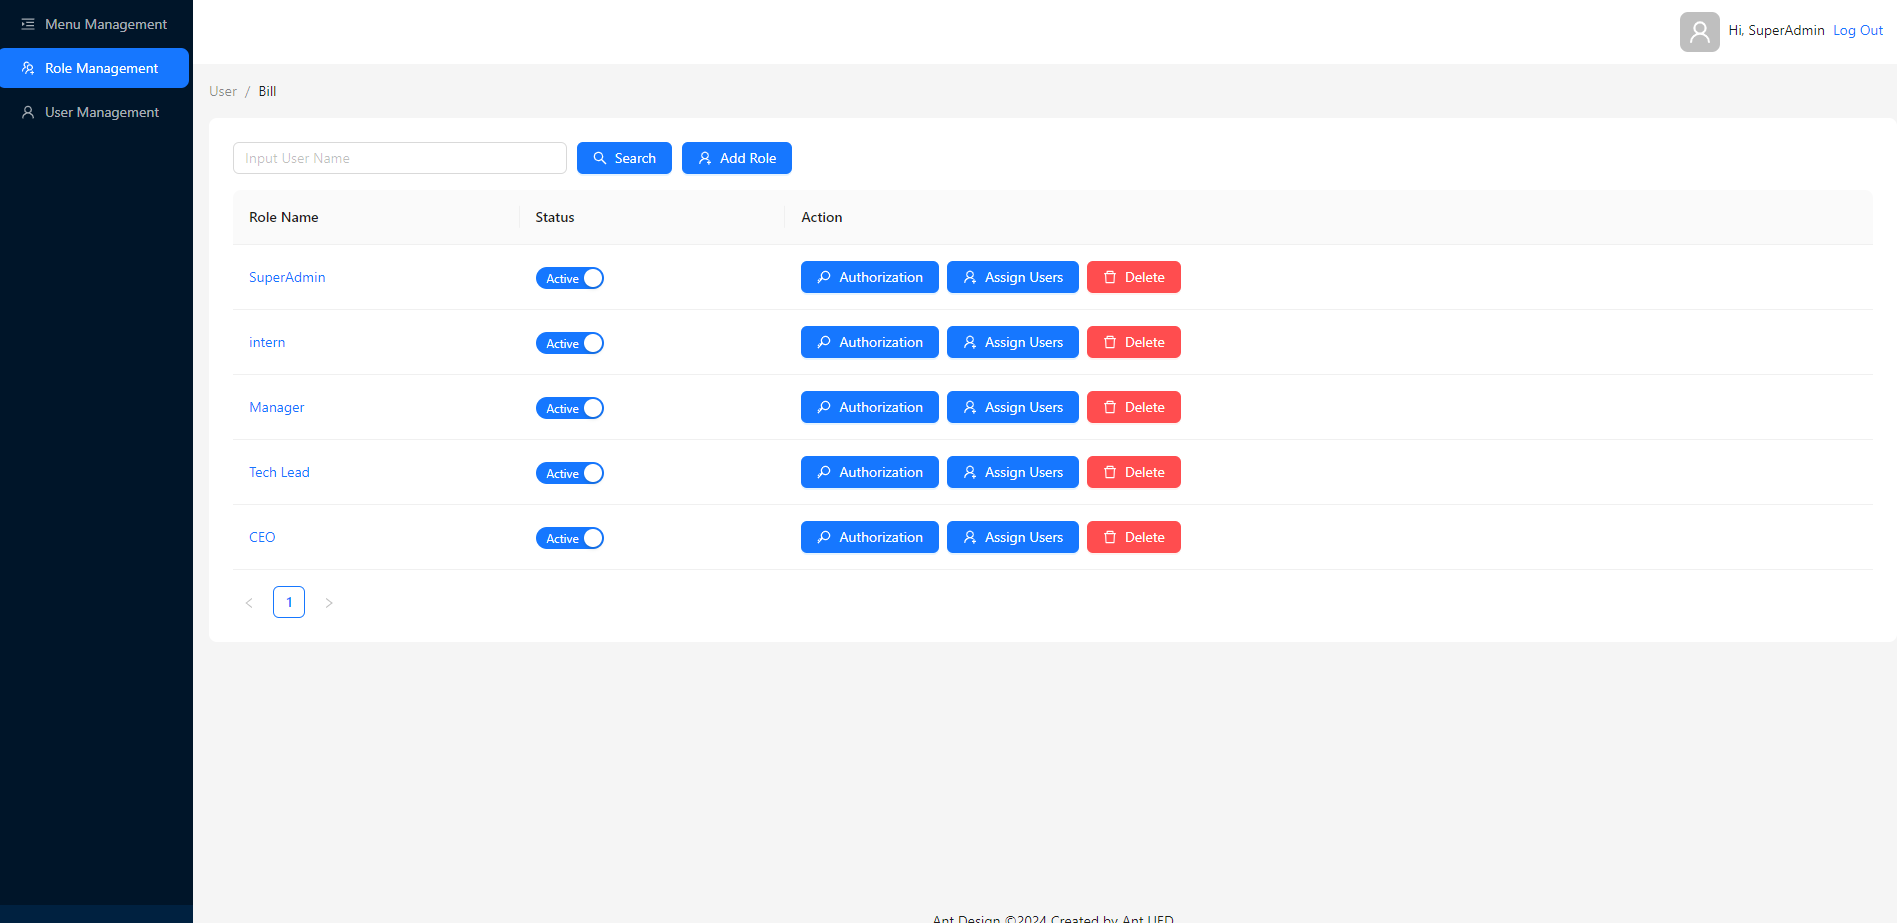 Menu Management
Role Management
User Management
Hi, SuperAdmin Log Out
User / Bill
Input User Name Search Add Role
Role Name Status Action
SuperAdmin Active Authorization Assign Users Delete
intern Active Authorization Assign Users Delete
Manager Active Authorization Assign Users Delete
Tech Lead Active Authorization Assign Users Delete
CEO Active Authorization Assign Users Delete
< 1 >
Ant Design ©2024 Created by Ant UED